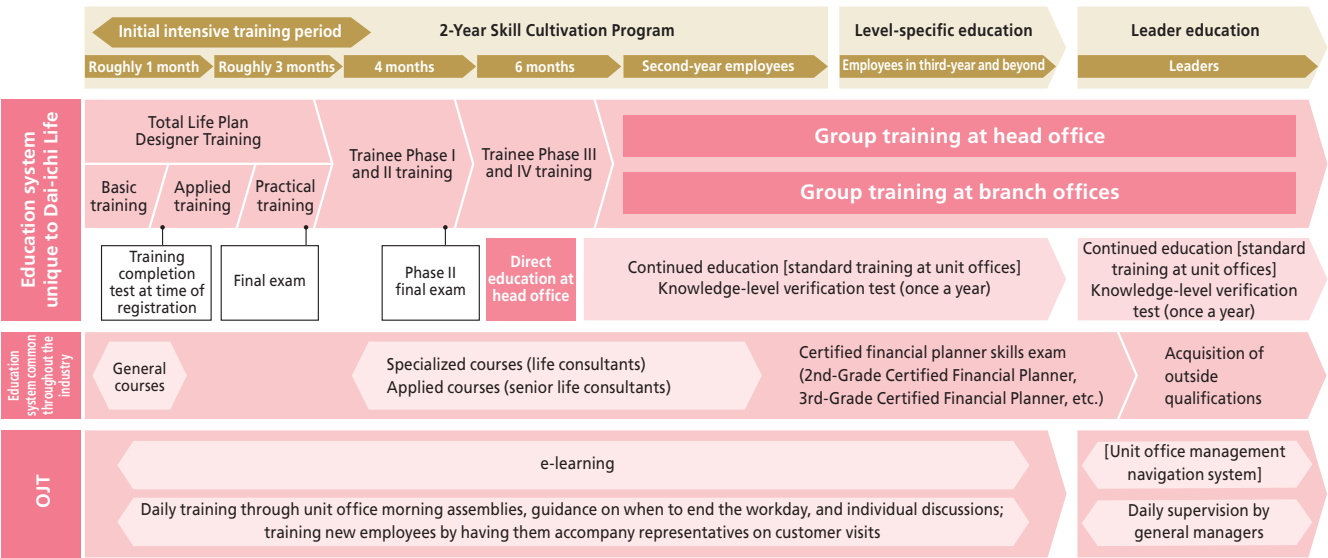 Initial intensive training period
2-Year Skill Cultivation Program
Level-specific education
Leader education
Roughly 1 month
Roughly 3 months
4 months
6 months
Second-year employees
Employees in third-year and beyond
Leaders
Education system
unique to Dai-ichi Life
Total Life Plan
Designer Training
Basic
training
Applied
training
Practical
training
Trainee Phase I
and II training
Trainee Phase III
and IV training
Group training at head office
Group training at branch offices
Training
completion
test at time of
registration
Final exam
Phase II
final exam
Direct
education at
head office
Continued education [standard training at unit offices]
Knowledge-level verification test (once a year)
Continued education [standard
training at unit offices]
Knowledge-level verification
test (once a year)
Education
system common
throughout the
industry
General
courses
Specialized courses (life consultants)
Applied courses (senior life consultants)
Certified financial planner skills exam
(2nd-Grade Certified Financial Planner,
3rd-Grade Certified Financial Planner, etc.)
Acquisition of
outside
qualifications
OJT
e-learning
Daily training through unit office morning assemblies, guidance on when to end the workday, and individual discussions;
training new employees by having them accompany representatives on customer visits
[Unit office management
navigation system]
Daily supervision by
general managers